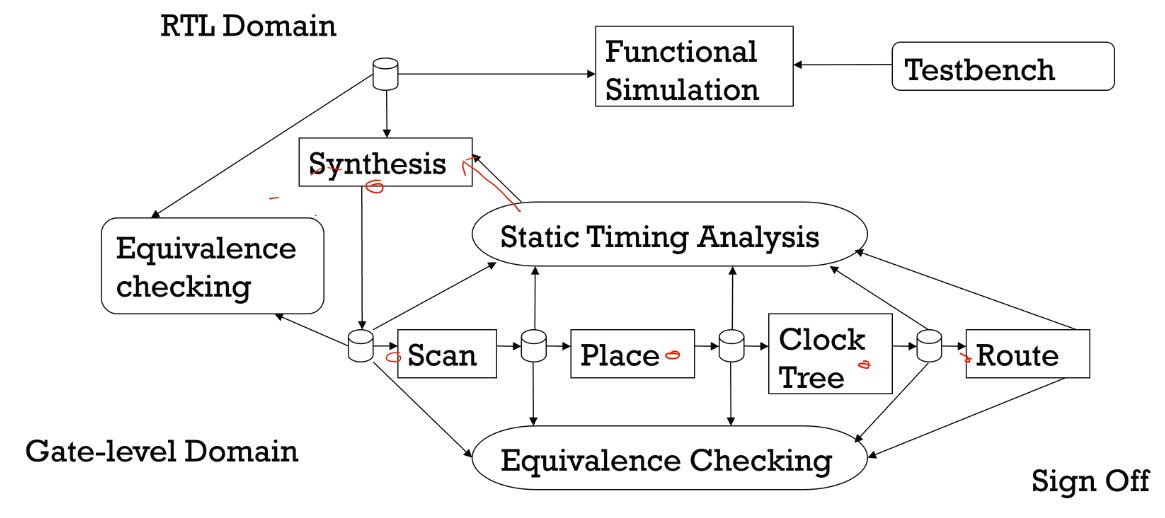 RTL Domain
Functional
Simulation
Testbench
Synthesis
Static Timing Analysis
Equivalence
checking
Scan
Place
Clock
Tree
Route
Gate-level Domain
Equivalence Checking
Sign Off